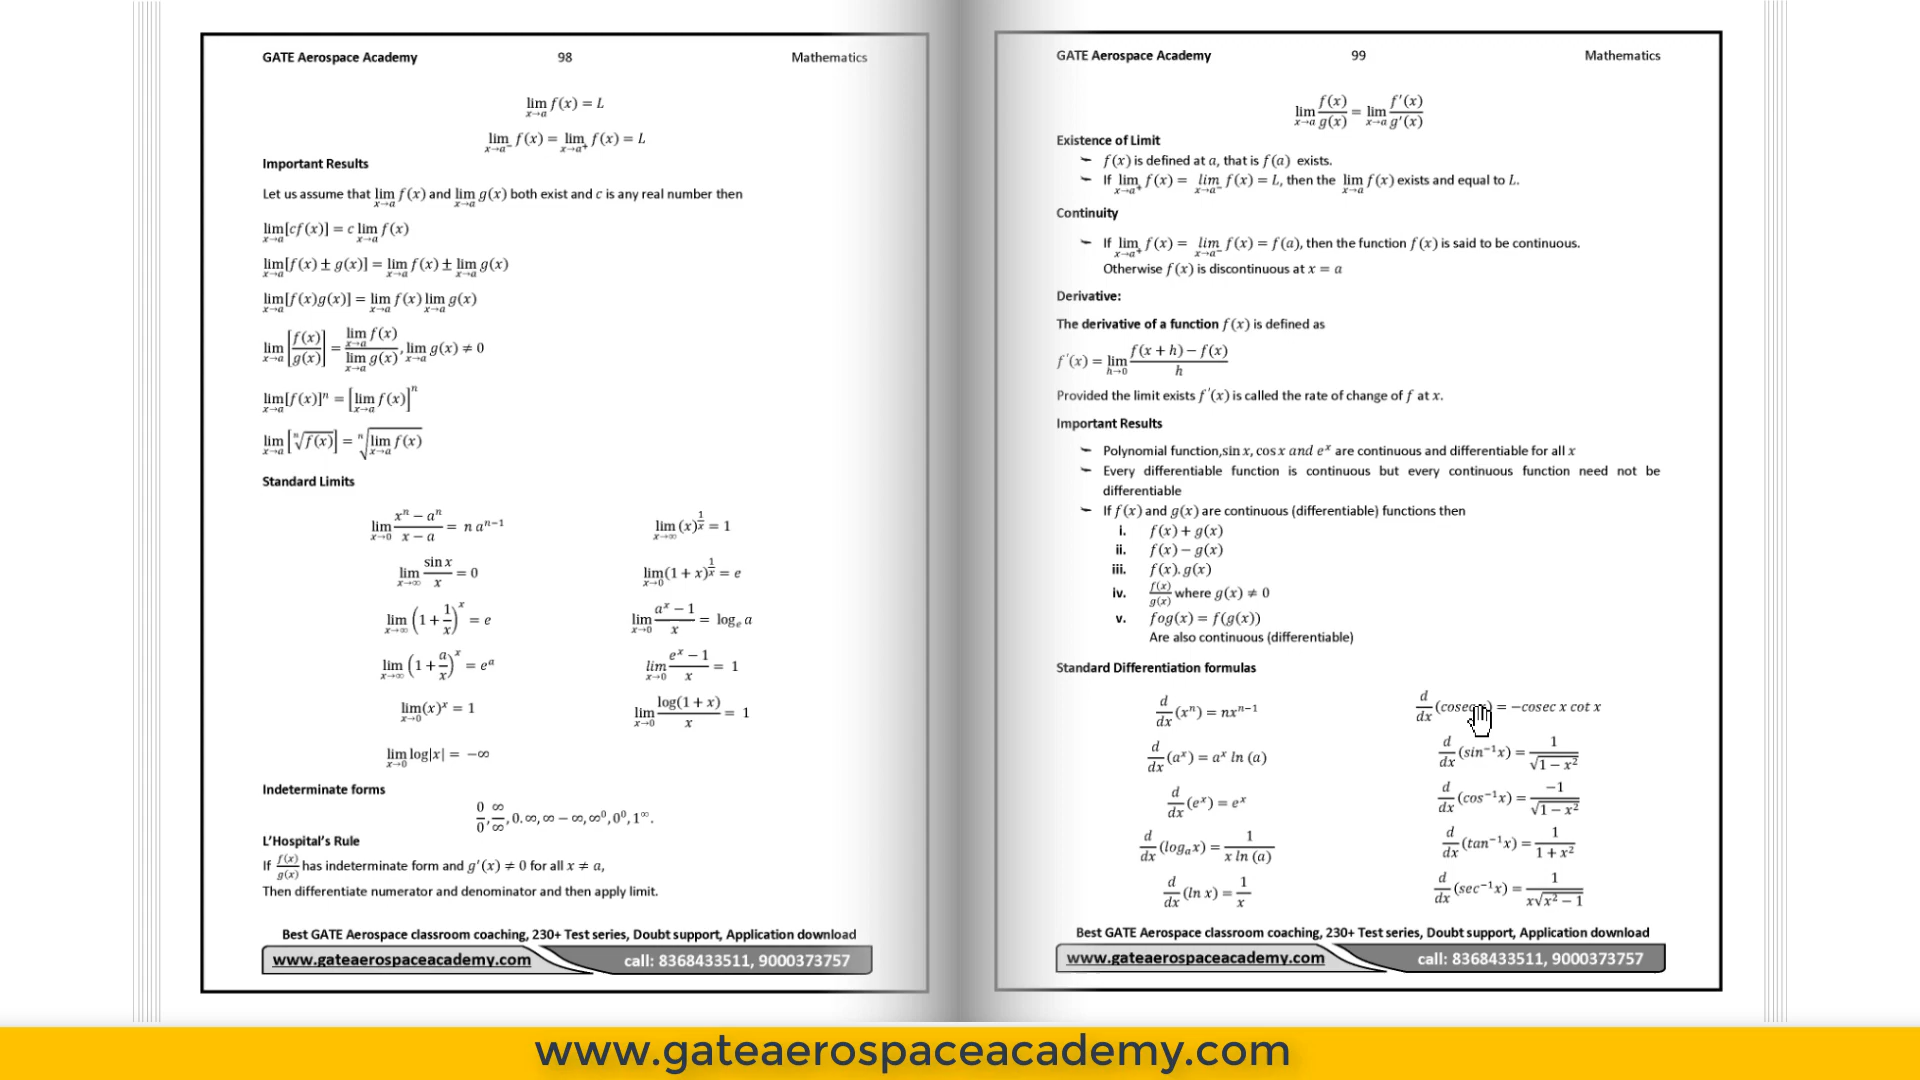 GATE Aerospace Academy 98 Mathematics
lim x→a f(x) = L
lim x→a⁻ f(x) = lim x→a⁺ f(x) = L
Important Results
Let us assume that lim x→a f(x) and lim x→a g(x) both exist and c is any real number then
lim x→a [cf(x)] = c lim x→a f(x)
lim x→a [f(x) ± g(x)] = lim x→a f(x) ± lim x→a g(x)
lim x→a [f(x)g(x)] = lim x→a f(x) lim x→a g(x)
lim x→a [f(x)/g(x)] = lim x→a f(x) / lim x→a g(x), lim x→a g(x) ≠ 0
lim x→a [f(x)]ⁿ = [lim x→a f(x)]ⁿ
lim x→a [ⁿ√f(x)] = ⁿ√lim x→a f(x)
Standard Limits
lim x→0 (xⁿ − aⁿ)/(x − a) = n aⁿ⁻¹
lim x→∞ (x)^(1/x) = 1
lim x→∞ sin x / x = 0
lim x→0 (1 + x)^(1/x) = e
lim x→∞ (1 + 1/x)^x = e
lim x→0 (aˣ − 1)/x = logₑ a
lim x→∞ (1 + a/x)^x = eᵃ
lim x→0 (eˣ − 1)/x = 1
lim x→0 (x)ˣ = 1
lim x→0 log(1 + x)/x = 1
lim x→0 log|x| = −∞
Indeterminate forms
0/0, ∞/∞, 0.∞, ∞ − ∞, ∞⁰, 0⁰, 1^∞.
L’Hospital’s Rule
If f(x)/g(x) has indeterminate form and g′(x) ≠ 0 for all x ≠ a,
Then differentiate numerator and denominator and then apply limit.
Best GATE Aerospace classroom coaching, 230+ Test series, Doubt support, Application download
www.gateaerospaceacademy.com call: 8368433511, 9000373757
GATE Aerospace Academy 99 Mathematics
lim x→a f(x)/g(x) = lim x→a f′(x)/g′(x)
Existence of Limit
f(x) is defined at a, that is f(a) exists.
If lim x→a⁺ f(x) = lim x→a⁻ f(x) = L, then the lim x→a f(x) exists and equal to L.
Continuity
If lim x→a⁺ f(x) = lim x→a⁻ f(x) = f(a), then the function f(x) is said to be continuous.
Otherwise f(x) is discontinuous at x = a
Derivative:
The derivative of a function f(x) is defined as
f′(x) = lim h→0 (f(x + h) − f(x))/h
Provided the limit exists f′(x) is called the rate of change of f at x.
Important Results
Polynomial function,sin x, cos x and eˣ are continuous and differentiable for all x
Every differentiable function is continuous but every continuous function need not be
differentiable
If f(x) and g(x) are continuous (differentiable) functions then
i. f(x) + g(x)
ii. f(x) − g(x)
iii. f(x). g(x)
iv. f(x)/g(x) where g(x) ≠ 0
v. fog(x) = f(g(x))
Are also continuous (differentiable)
Standard Differentiation formulas
d/dx (xⁿ) = nxⁿ⁻¹
d/dx (aˣ) = aˣ ln (a)
d/dx (eˣ) = eˣ
d/dx (logₐx) = 1/(x ln (a))
d/dx (ln x) = 1/x
d/dx = −cosec x cot x
d/dx (sin⁻¹x) = 1/√(1 − x²)
d/dx (cos⁻¹x) = −1/√(1 − x²)
d/dx (tan⁻¹x) = 1/(1 + x²)
d/dx (sec⁻¹x) = 1/(x√(x² − 1))
Best GATE Aerospace classroom coaching, 230+ Test series, Doubt support, Application download
www.gateaerospaceacademy.com call: 8368433511, 9000373757
www.gateaerospaceacademy.com